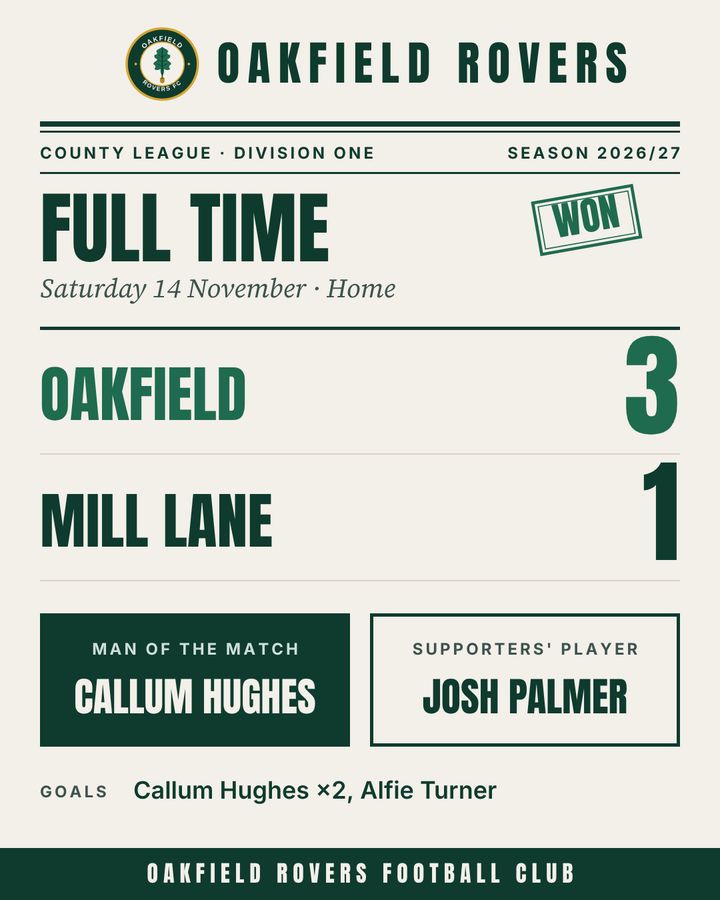 OAKFIELD
ROVERS FC
OAKFIELD ROVERS
COUNTY LEAGUE · DIVISION ONE
SEASON 2026/27
FULL TIME
WON
Saturday 14 November · Home
OAKFIELD 3
MILL LANE 1
MAN OF THE MATCH
CALLUM HUGHES
SUPPORTERS' PLAYER
JOSH PALMER
GOALS Callum Hughes ×2, Alfie Turner
OAKFIELD ROVERS FOOTBALL CLUB